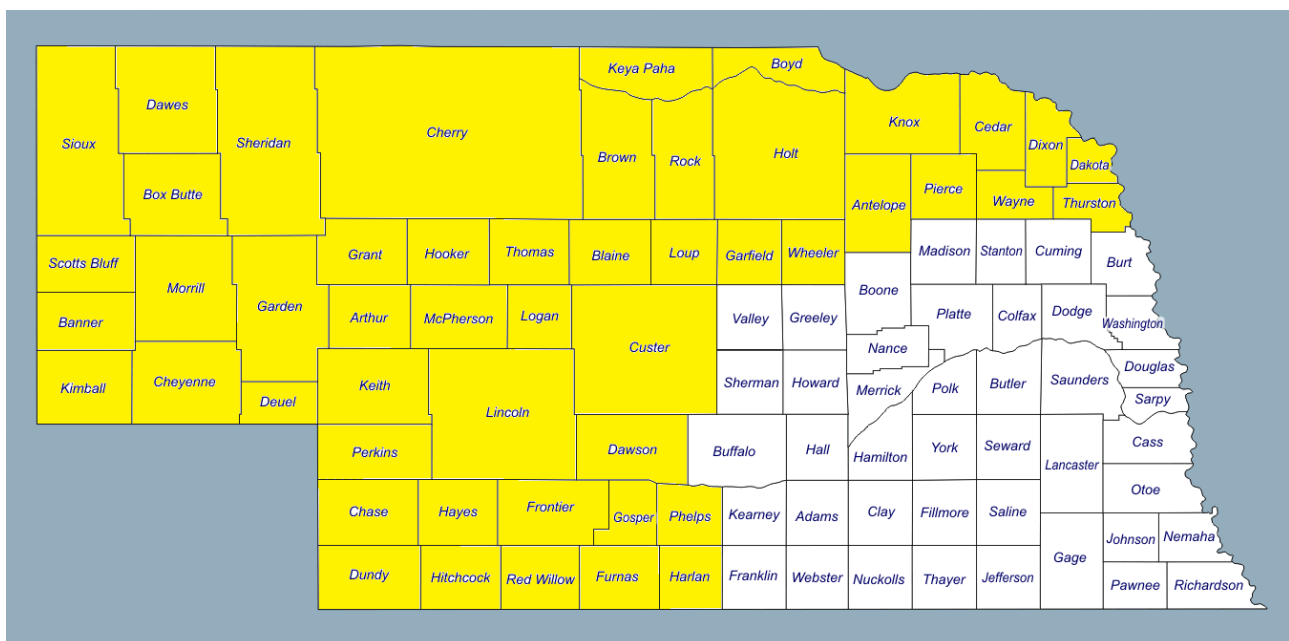 Keya Paha
Boyd
Dawes
Sioux
Sheridan
Cherry
Knox
Cedar
Dixon
Brown
Rock
Holt
Dakota
Box Butte
Antelope
Pierce
Wayne
Thurston
Scotts Bluff
Morrill
Garden
Grant
Hooker
Thomas
Blaine
Loup
Garfield
Wheeler
Madison
Stanton
Cuming
Burt
Boone
Banner
Arthur
McPherson
Logan
Custer
Valley
Greeley
Platte
Colfax
Dodge
Washington
Nance
Kimball
Cheyenne
Deuel
Keith
Lincoln
Sherman
Howard
Merrick
Polk
Butler
Saunders
Douglas
Sarpy
Perkins
Dawson
Buffalo
Hall
Hamilton
York
Seward
Lancaster
Cass
Otoe
Chase
Hayes
Frontier
Gosper
Phelps
Kearney
Adams
Clay
Fillmore
Saline
Gage
Johnson
Nemaha
Dundy
Hitchcock
Red Willow
Furnas
Harlan
Franklin
Webster
Nuckolls
Thayer
Jefferson
Pawnee
Richardson